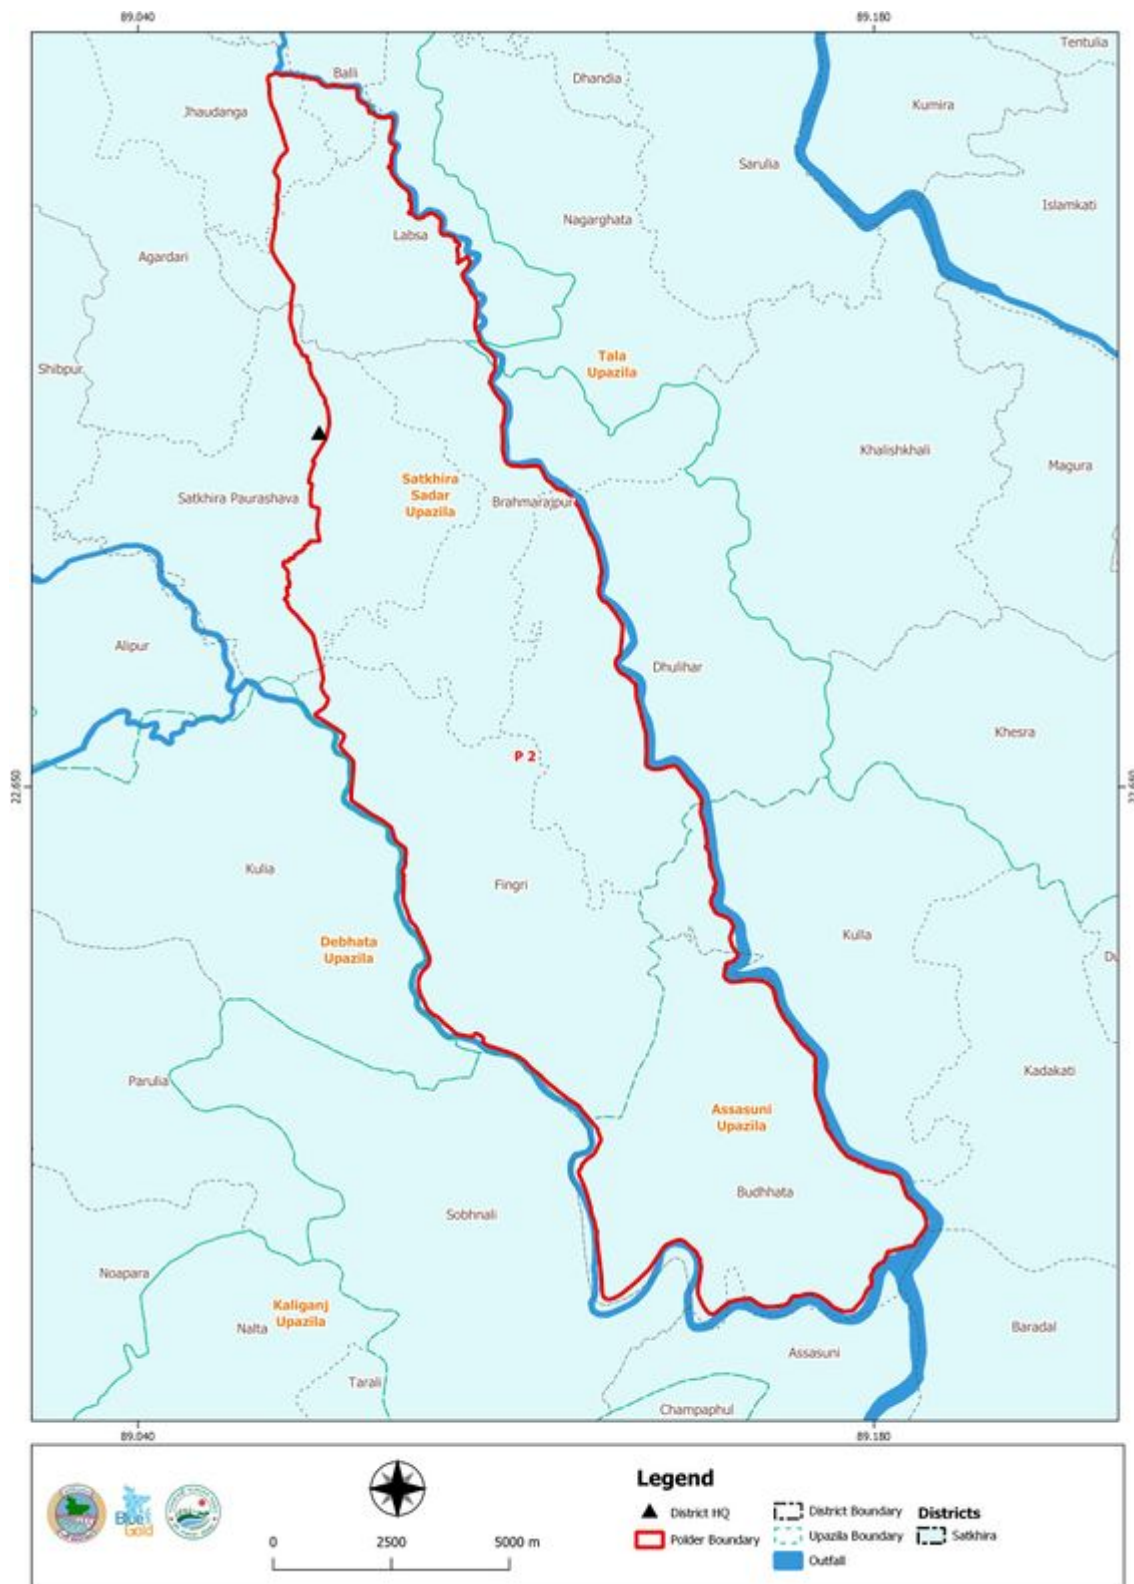 89.040
89.180
Tentulia
Balli
Dhandia
Jhaudanga
Kumira
Sarulia
Islamkati
Nagarghata
Labsa
Agardari
Tala
Upazila
Shibpur
Khalishkhali
Magura
Satkhira
Sadar
Upazila
Satkhira Paurashava
Brahmarajpur
Alipur
Dhulihar
Khesra
P 2
22.650
Kulia
Fingri
Debhata
Upazila
Kulla
Du
Kadakati
Parulia
Assasuni
Upazila
Budhhata
Sobhnali
Noapara
Kaliganj
Upazila
Nalta
Baradal
Assasuni
Tarali
Champaphul
89.040
89.180
Legend
District HQ
District Boundary
Districts
Polder Boundary
Upazila Boundary
Satkhira
Outfall
Blue
Gold
0
2500
5000 m